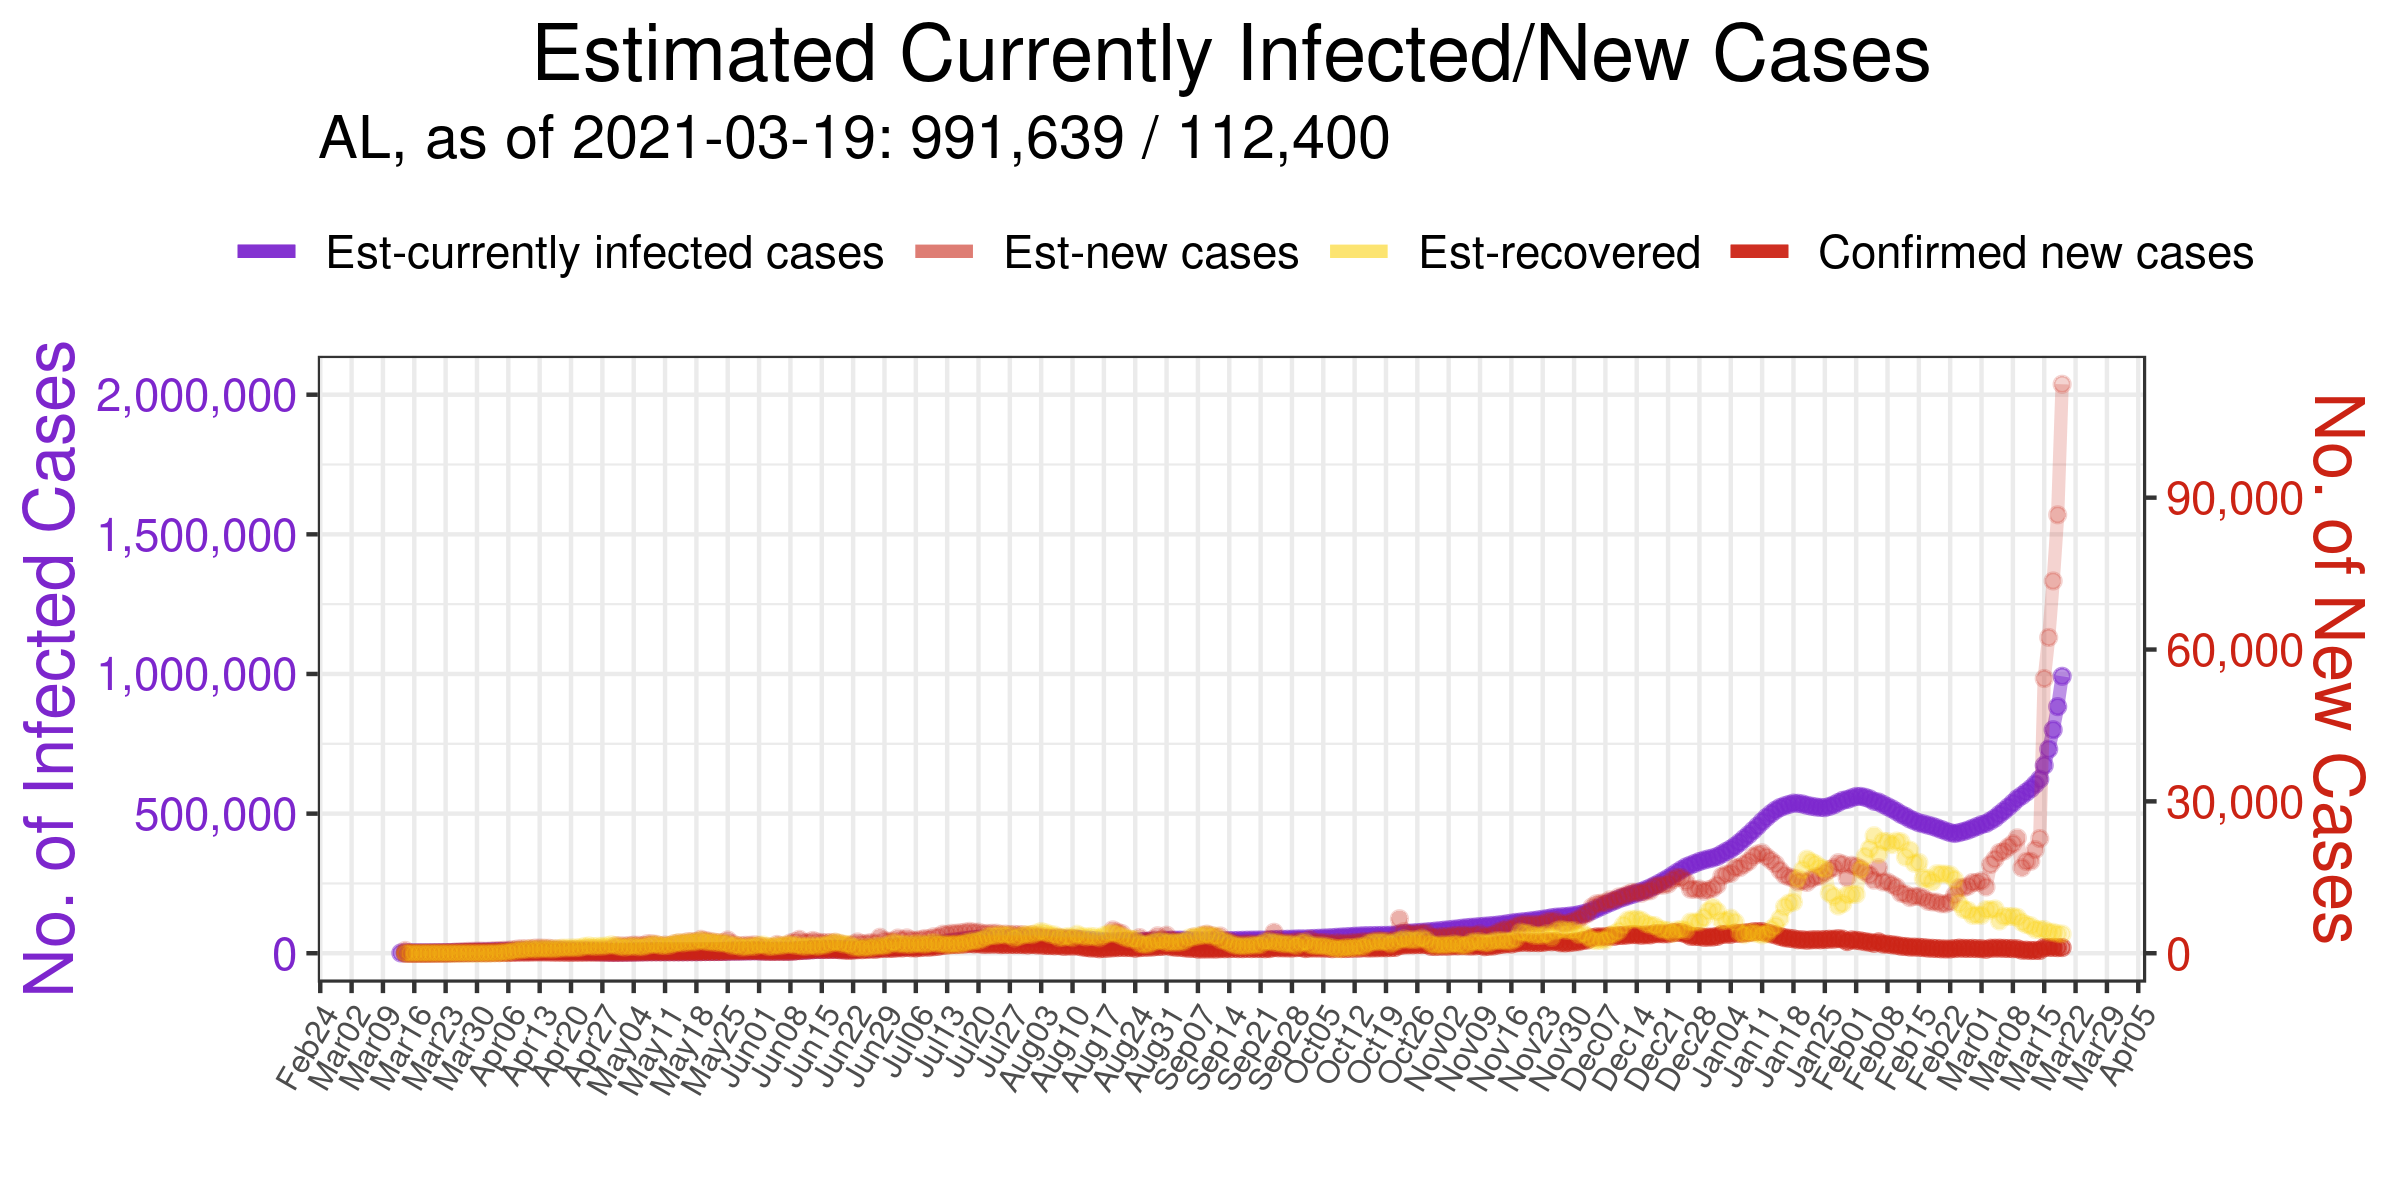 Estimated Currently Infected/New Cases
AL, as of 2021-03-19: 991,639 / 112,400
Est-currently infected cases Est-new cases Est-recovered Confirmed new cases
No. of Infected Cases
2,000,000
1,500,000
1,000,000
500,000
0
90,000
60,000
30,000
0
No. of New Cases
Feb24 Mar02 Mar09 Mar16 Mar23 Mar30 Apr06 Apr13 Apr20 Apr27 May04 May11 May18 May25 Jun01 Jun08 Jun15 Jun22 Jun29 Jul06 Jul13 Jul20 Jul27 Aug03 Aug10 Aug17 Aug24 Aug31 Sep07 Sep14 Sep21 Sep28 Oct05 Oct12 Oct19 Oct26 Nov02 Nov09 Nov16 Nov23 Nov30 Dec07 Dec14 Dec21 Dec28 Jan04 Jan11 Jan18 Jan25 Feb01 Feb08 Feb15 Feb22 Mar01 Mar08 Mar15 Mar22 Mar29 Apr05